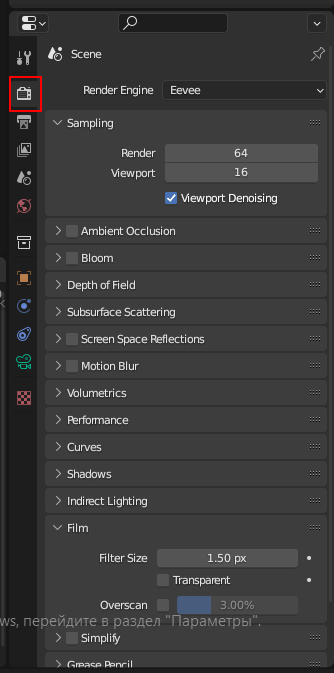 Scene
Render Engine Eevee
Sampling
Render 64
Viewport 16
Viewport Denoising
Ambient Occlusion
Bloom
Depth of Field
Subsurface Scattering
Screen Space Reflections
Motion Blur
Volumetrics
Performance
Curves
Shadows
Indirect Lighting
Film
Filter Size 1.50 px
Transparent
Overscan 3.00%
ws, перейдите в раздел "Параметры".
Simplify
Grease Pencil